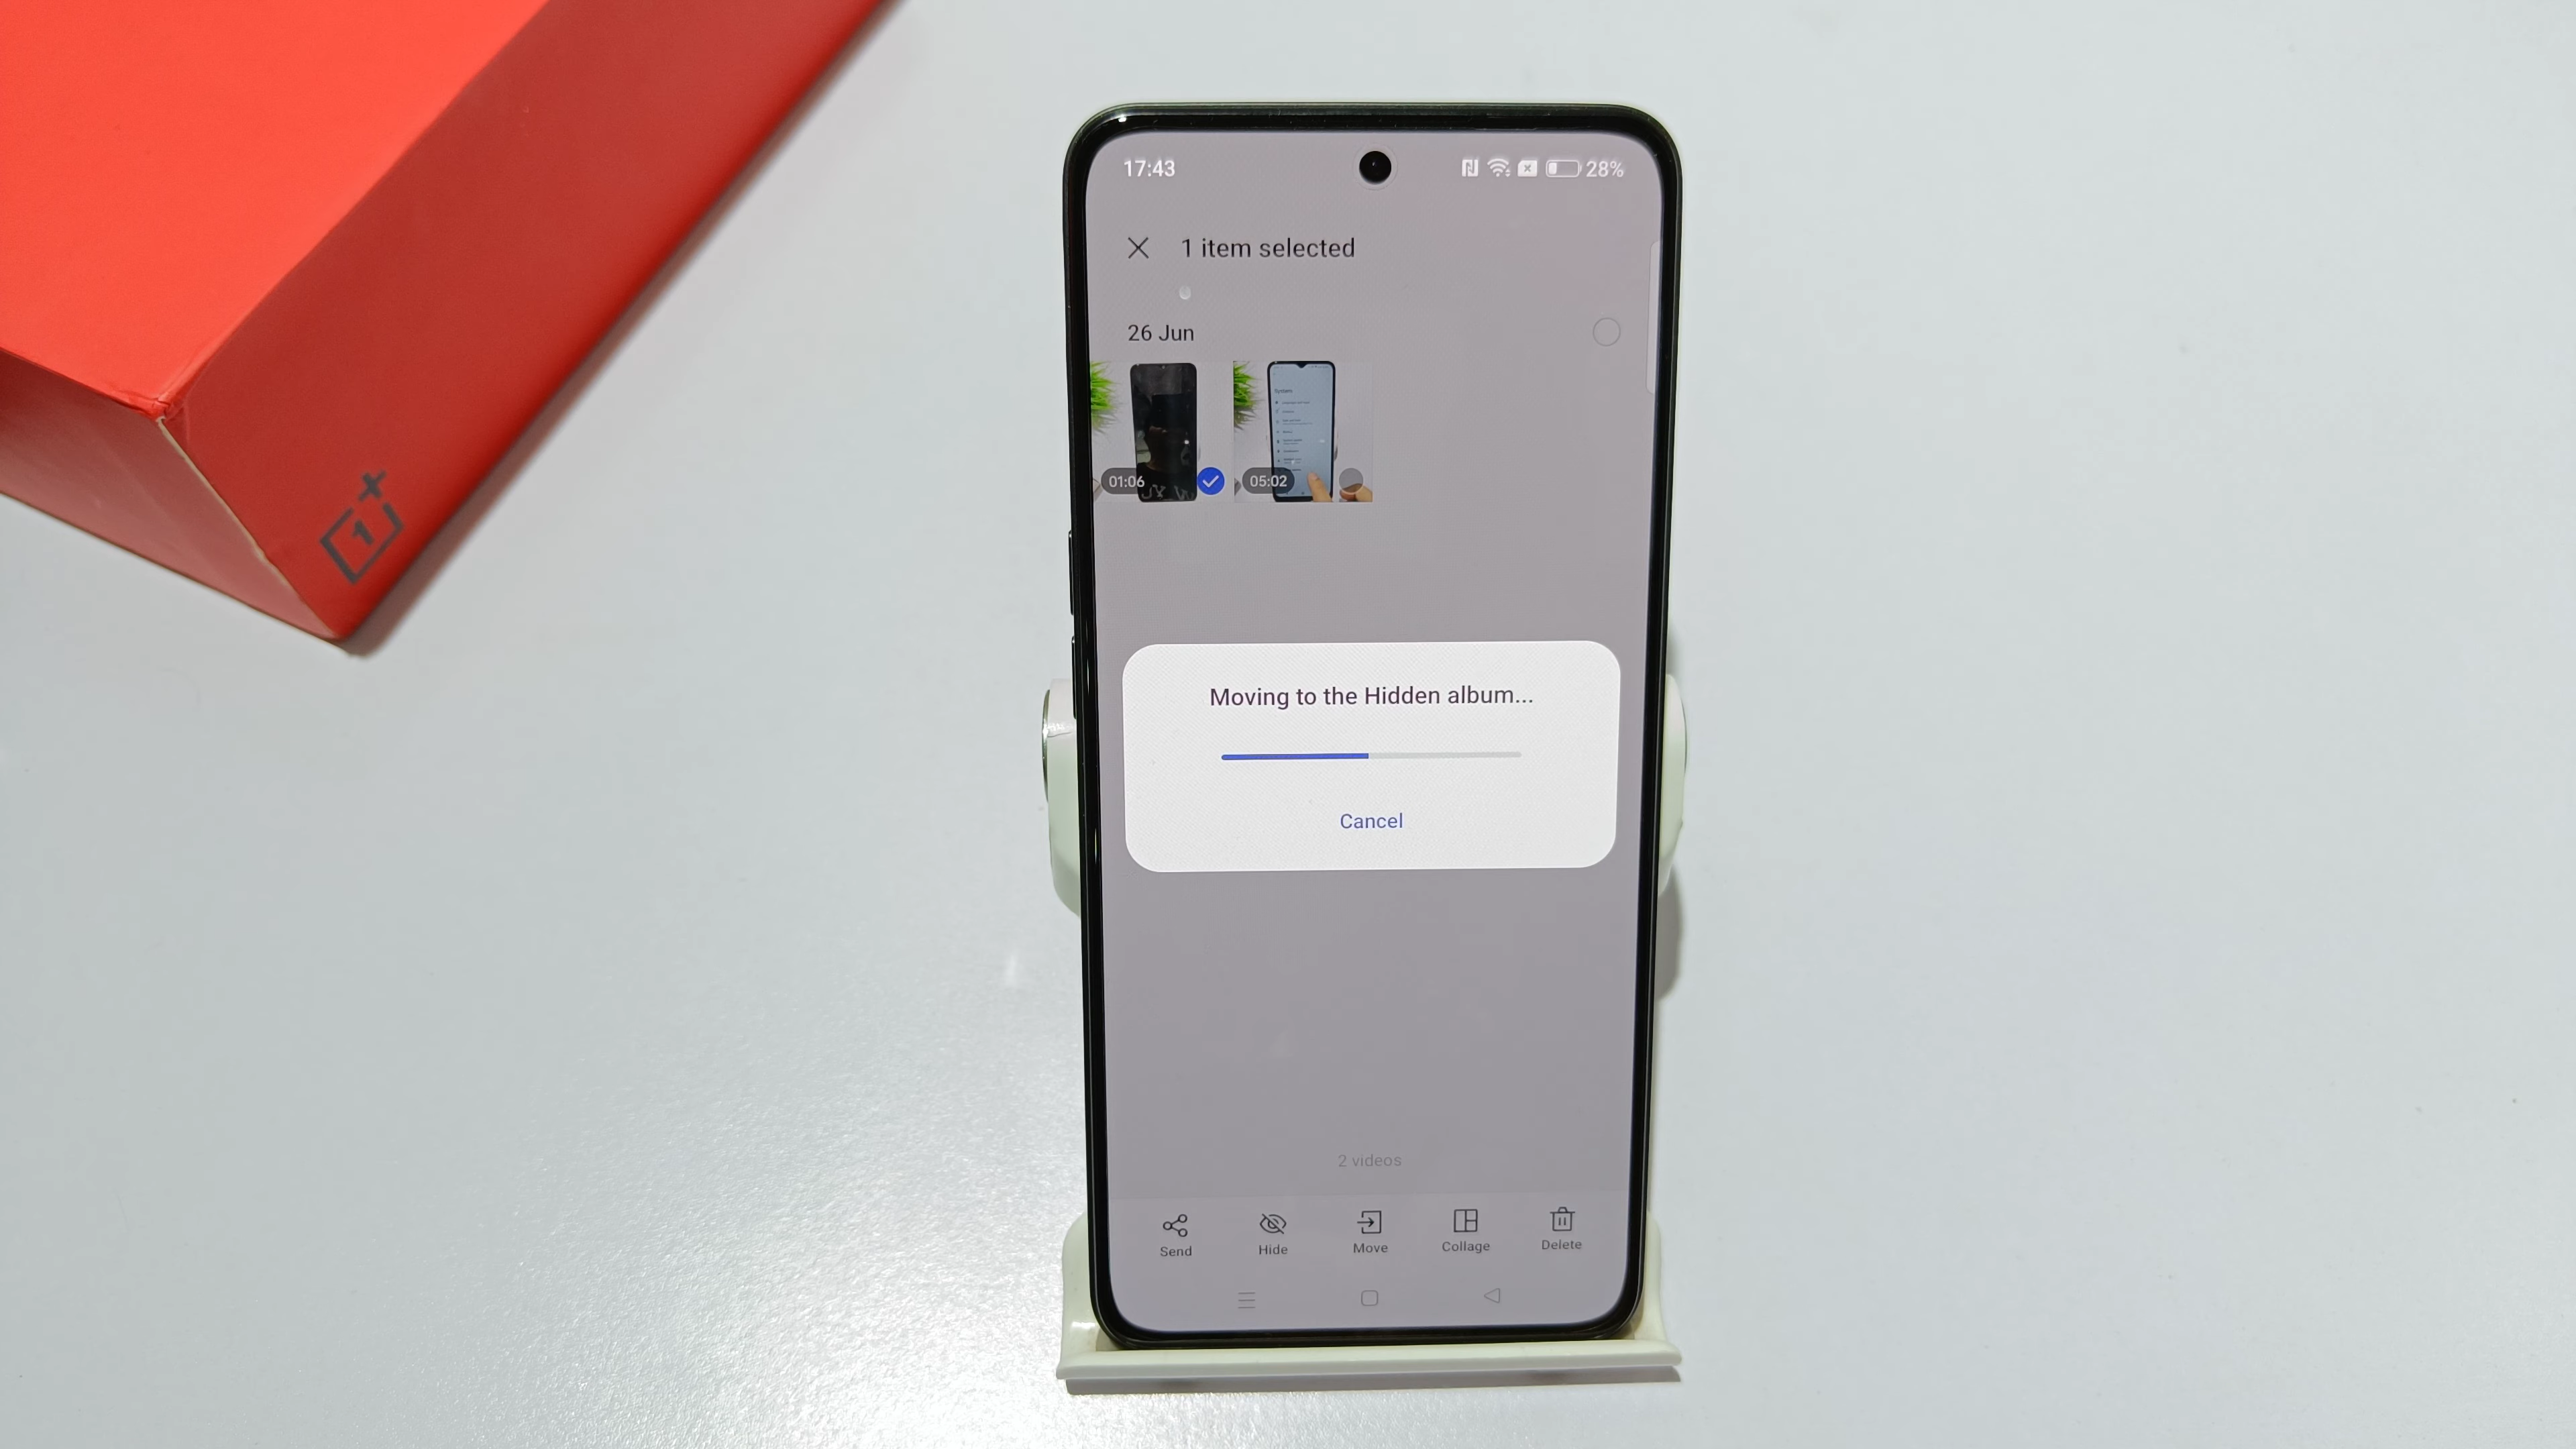 17:43
28%
1 item selected
26 Jun
01:06
05:02
Moving to the Hidden album...
Cancel
2 videos
Send
Hide
Move
Collage
Delete
1+